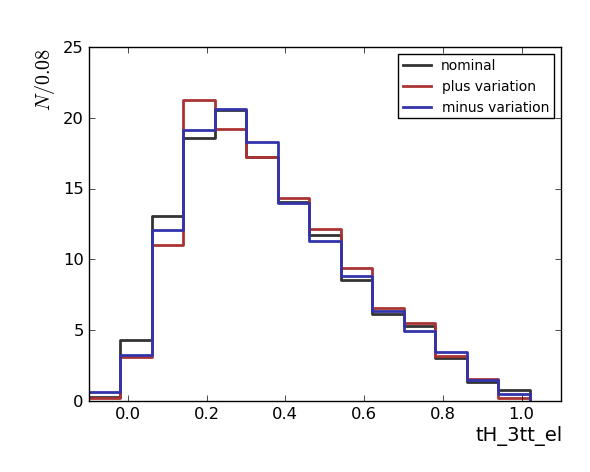 N/0.08
25
20
15
10
5
0
nominal
plus variation
minus variation
0.0 0.2 0.4 0.6 0.8 1.0
tH_3tt_el